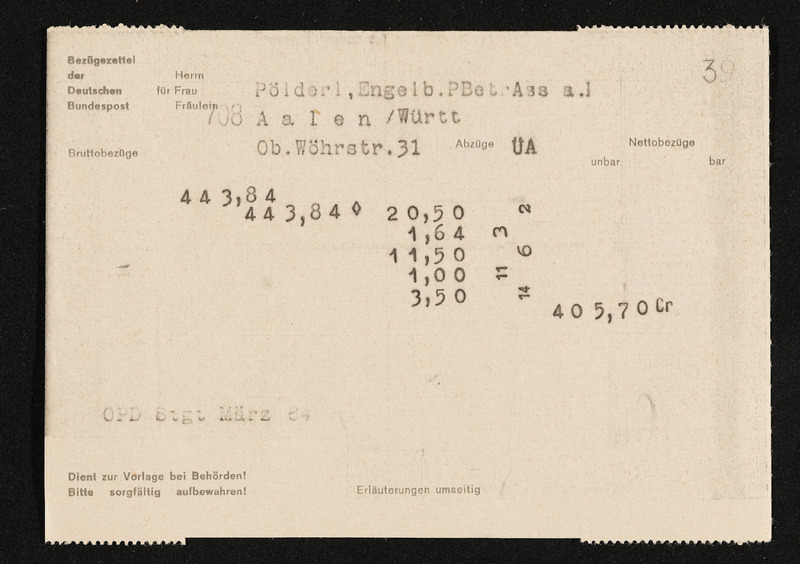 39
Bezügezettel
der Herrn
Deutschen für Frau Pölderl,Engelb.PBet.Ass a.D
Bundespost Fräulein
708 A a l e n /Württ
Ob.Wöhrstr.31 Abzüge ÜA Nettobezüge
Bruttobezüge unbar bar
443,84
443,84 ◊ 20,50 2
1,64 3
11,50 6
1,00 11
3,50 14
405,70 Cr
OPD Stgt März 64
Dient zur Vorlage bei Behörden!
Bitte sorgfältig aufbewahren! Erläuterungen umseitig